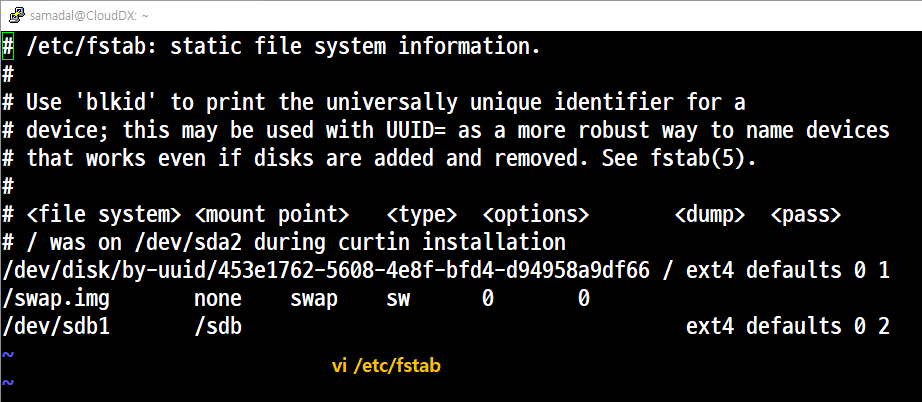 samadal@CloudDX: ~
# /etc/fstab: static file system information.
#
# Use 'blkid' to print the universally unique identifier for a
# device; this may be used with UUID= as a more robust way to name devices
# that works even if disks are added and removed. See fstab(5).
#
# <file system> <mount point>   <type>  <options>       <dump>  <pass>
# / was on /dev/sda2 during curtin installation
/dev/disk/by-uuid/453e1762-5608-4e8f-bfd4-d94958a9df66 / ext4 defaults 0 1
/swap.img       none    swap    sw      0       0
/dev/sdb1       /sdb                                     ext4 defaults 0 2
~
vi /etc/fstab
~